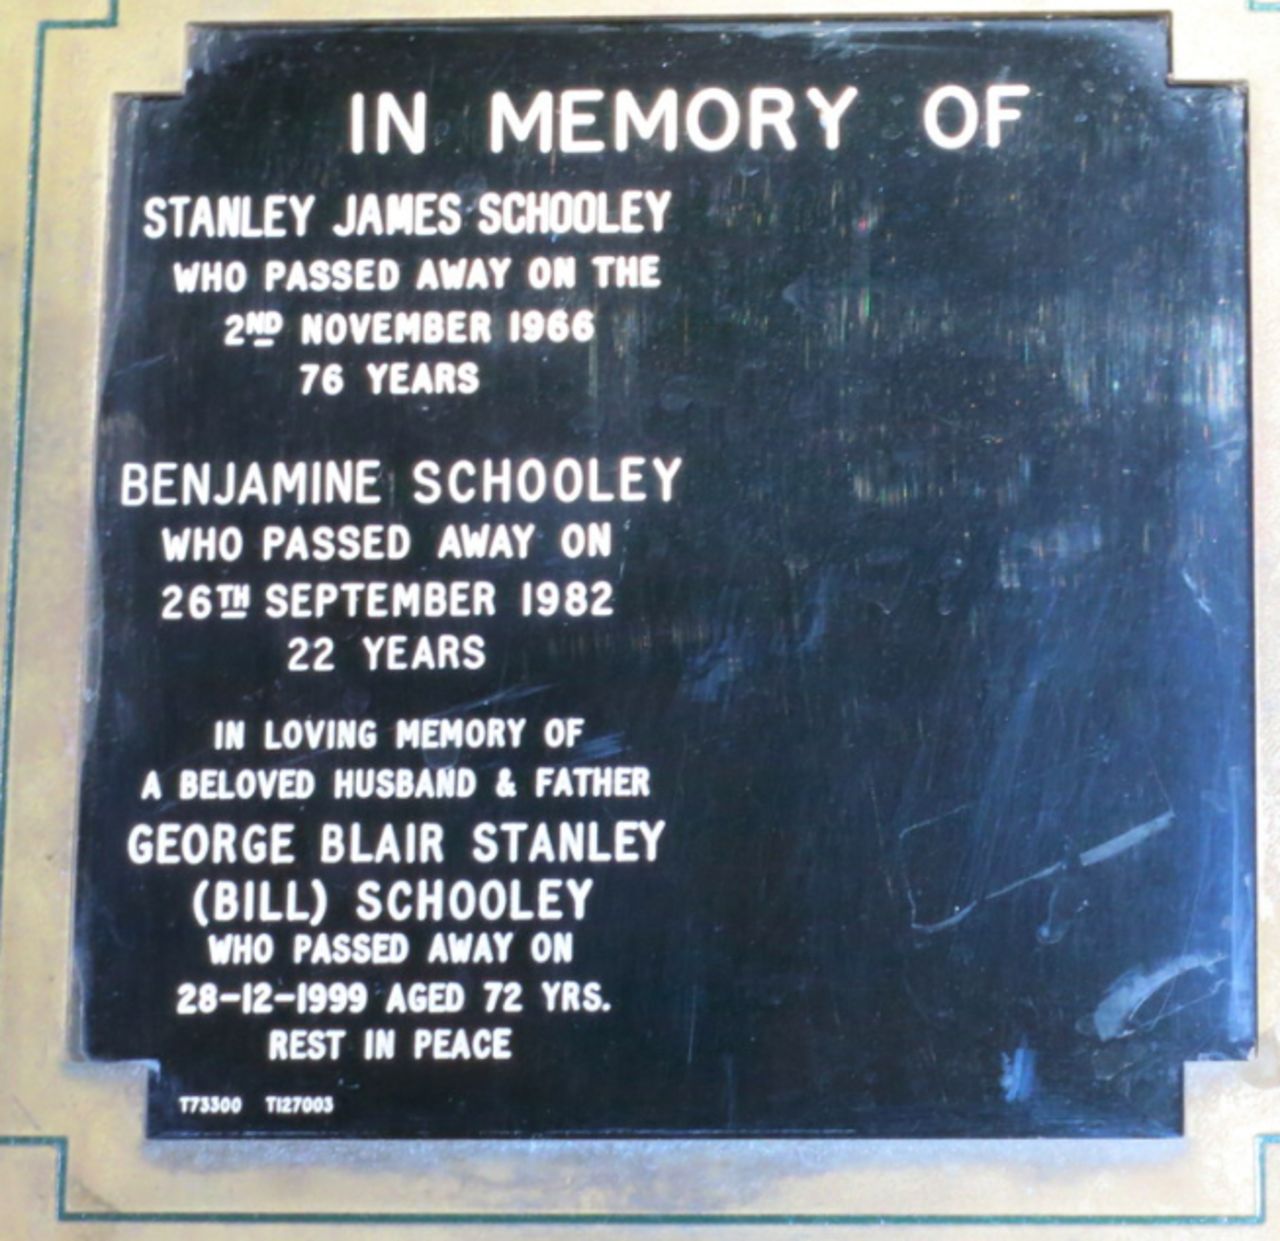 IN MEMORY OF
STANLEY JAMES SCHOOLEY
WHO PASSED AWAY ON THE
2ND NOVEMBER 1966
76 YEARS
BENJAMINE SCHOOLEY
WHO PASSED AWAY ON
26TH SEPTEMBER 1982
22 YEARS
IN LOVING MEMORY OF
A BELOVED HUSBAND & FATHER
GEORGE BLAIR STANLEY
(BILL) SCHOOLEY
WHO PASSED AWAY ON
28-12-1999 AGED 72 YRS.
REST IN PEACE
T73300 T127003